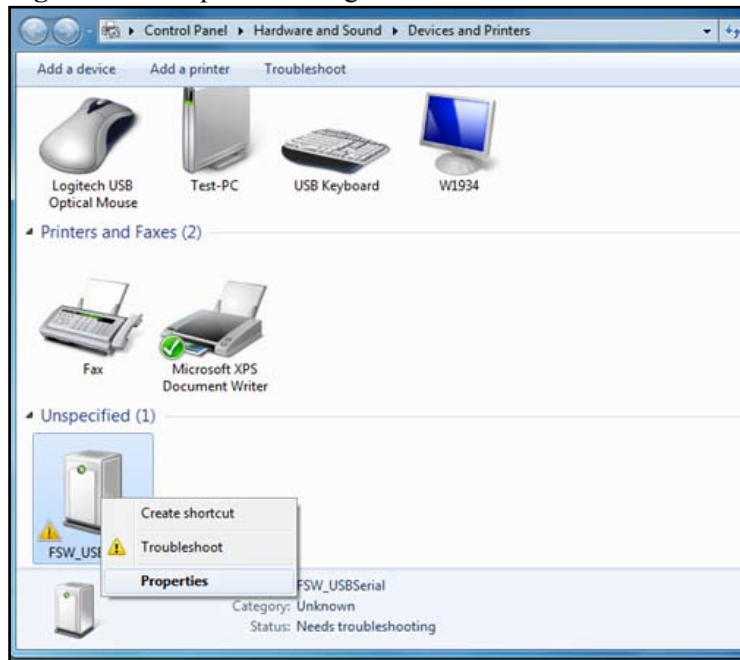 Control Panel ▸ Hardware and Sound ▸ Devices and Printers
Add a device Add a printer Troubleshoot
Logitech USB Optical Mouse
Test-PC
USB Keyboard
W1934
Printers and Faxes (2)
Fax
Microsoft XPS Document Writer
Unspecified (1)
FSW_USB
Create shortcut
Troubleshoot
Properties
FSW_USBSerial
Category: Unknown
Status: Needs troubleshooting